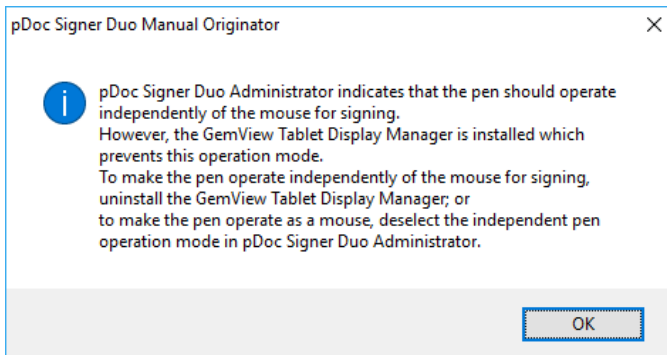 pDoc Signer Duo Manual Originator
pDoc Signer Duo Administrator indicates that the pen should operate
independently of the mouse for signing.
However, the GemView Tablet Display Manager is installed which
prevents this operation mode.
To make the pen operate independently of the mouse for signing,
uninstall the GemView Tablet Display Manager; or
to make the pen operate as a mouse, deselect the independent pen
operation mode in pDoc Signer Duo Administrator.
OK